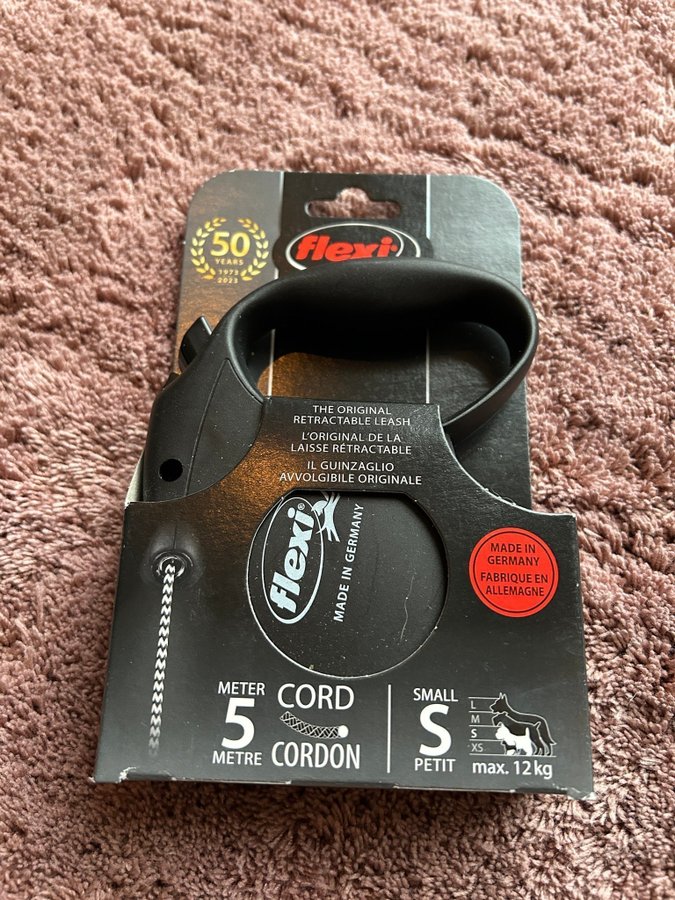 50
YEARS
1973
2023
flexi
THE ORIGINAL
RETRACTABLE LEASH
L'ORIGINAL DE LA
LAISSE RÉTRACTABLE
IL GUINZAGLIO
AVVOLGIBILE ORIGINALE
flexi®
MADE IN GERMANY
MADE IN
GERMANY
FABRIQUE EN
ALLEMAGNE
METER
5
METRE
CORD
CORDON
SMALL
S
PETIT
L
M
S
XS
max. 12 kg